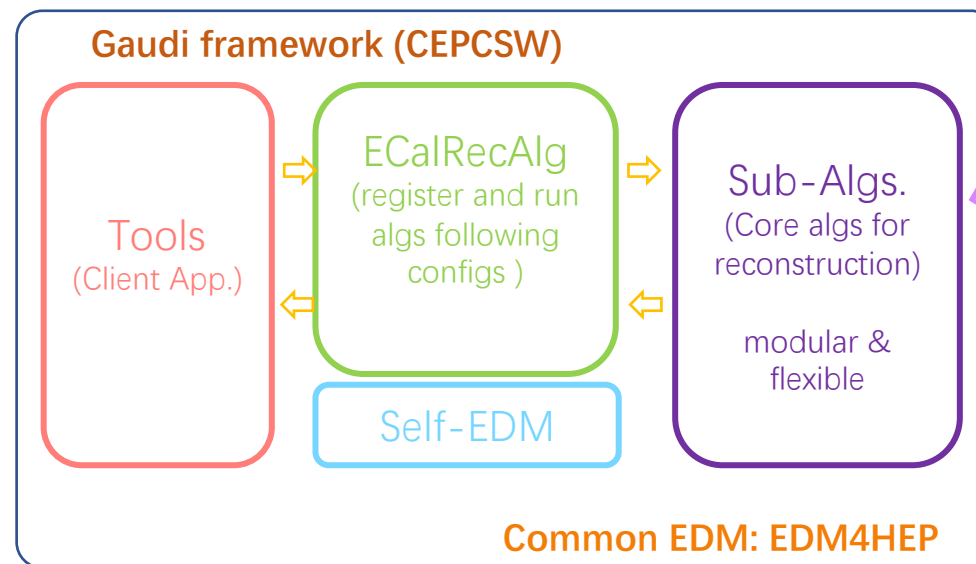 Gaudi framework (CEPCSW)
Tools
(Client App.)
ECalRecAlg
(register and run
algs following
configs )
Self-EDM
Sub-Algs.
(Core algs for
reconstruction)
modular &
flexible
Common EDM: EDM4HEP